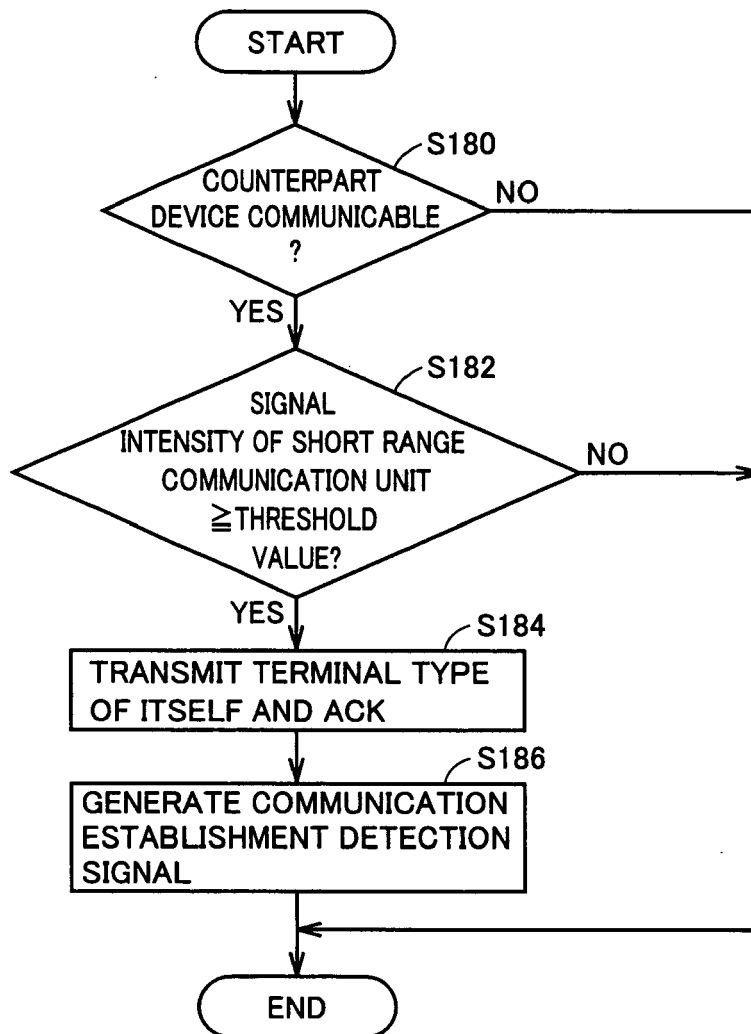 START
S180
COUNTERPART
DEVICE COMMUNICABLE
?
NO
YES
S182
SIGNAL
INTENSITY OF SHORT RANGE
COMMUNICATION UNIT
≧THRESHOLD
VALUE?
NO
YES
S184
TRANSMIT TERMINAL TYPE
OF ITSELF AND ACK
S186
GENERATE COMMUNICATION
ESTABLISHMENT DETECTION
SIGNAL
END